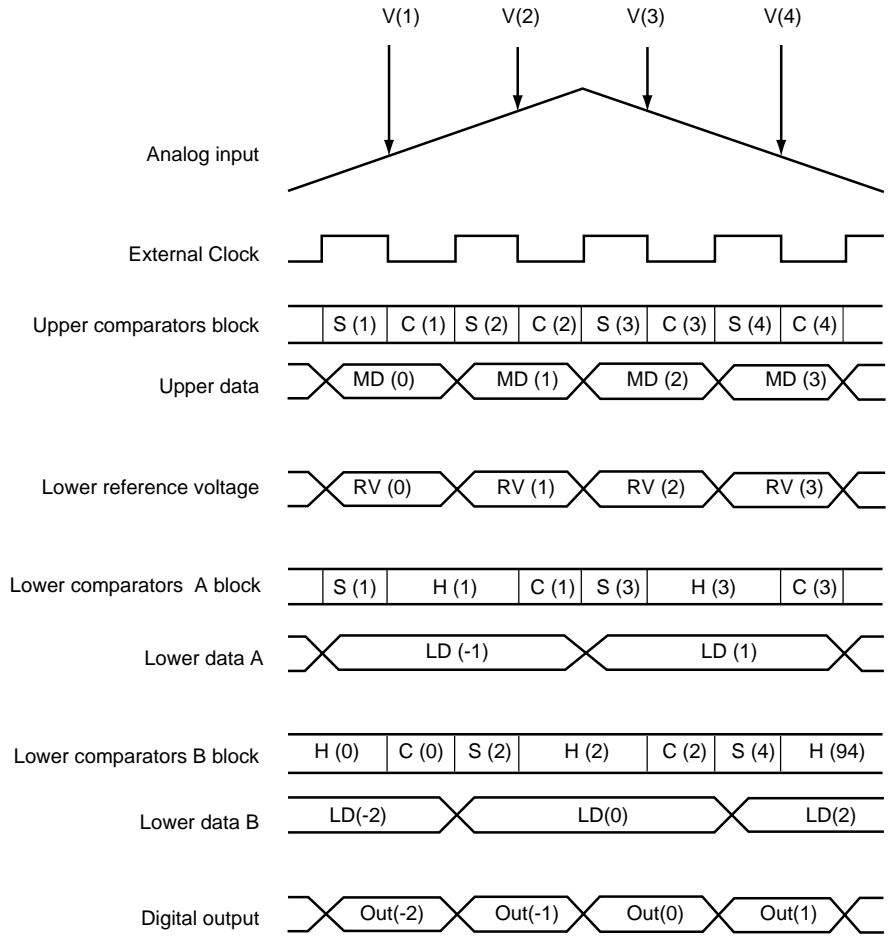 V(1) V(2) V(3) V(4)
Analog input
External Clock
Upper comparators block S (1) C (1) S (2) C (2) S (3) C (3) S (4) C (4)
Upper data MD (0) MD (1) MD (2) MD (3)
Lower reference voltage RV (0) RV (1) RV (2) RV (3)
Lower comparators A block S (1) H (1) C (1) S (3) H (3) C (3)
Lower data A LD (-1) LD (1)
Lower comparators B block H (0) C (0) S (2) H (2) C (2) S (4) H (94)
Lower data B LD(-2) LD(0) LD(2)
Digital output Out(-2) Out(-1) Out(0) Out(1)